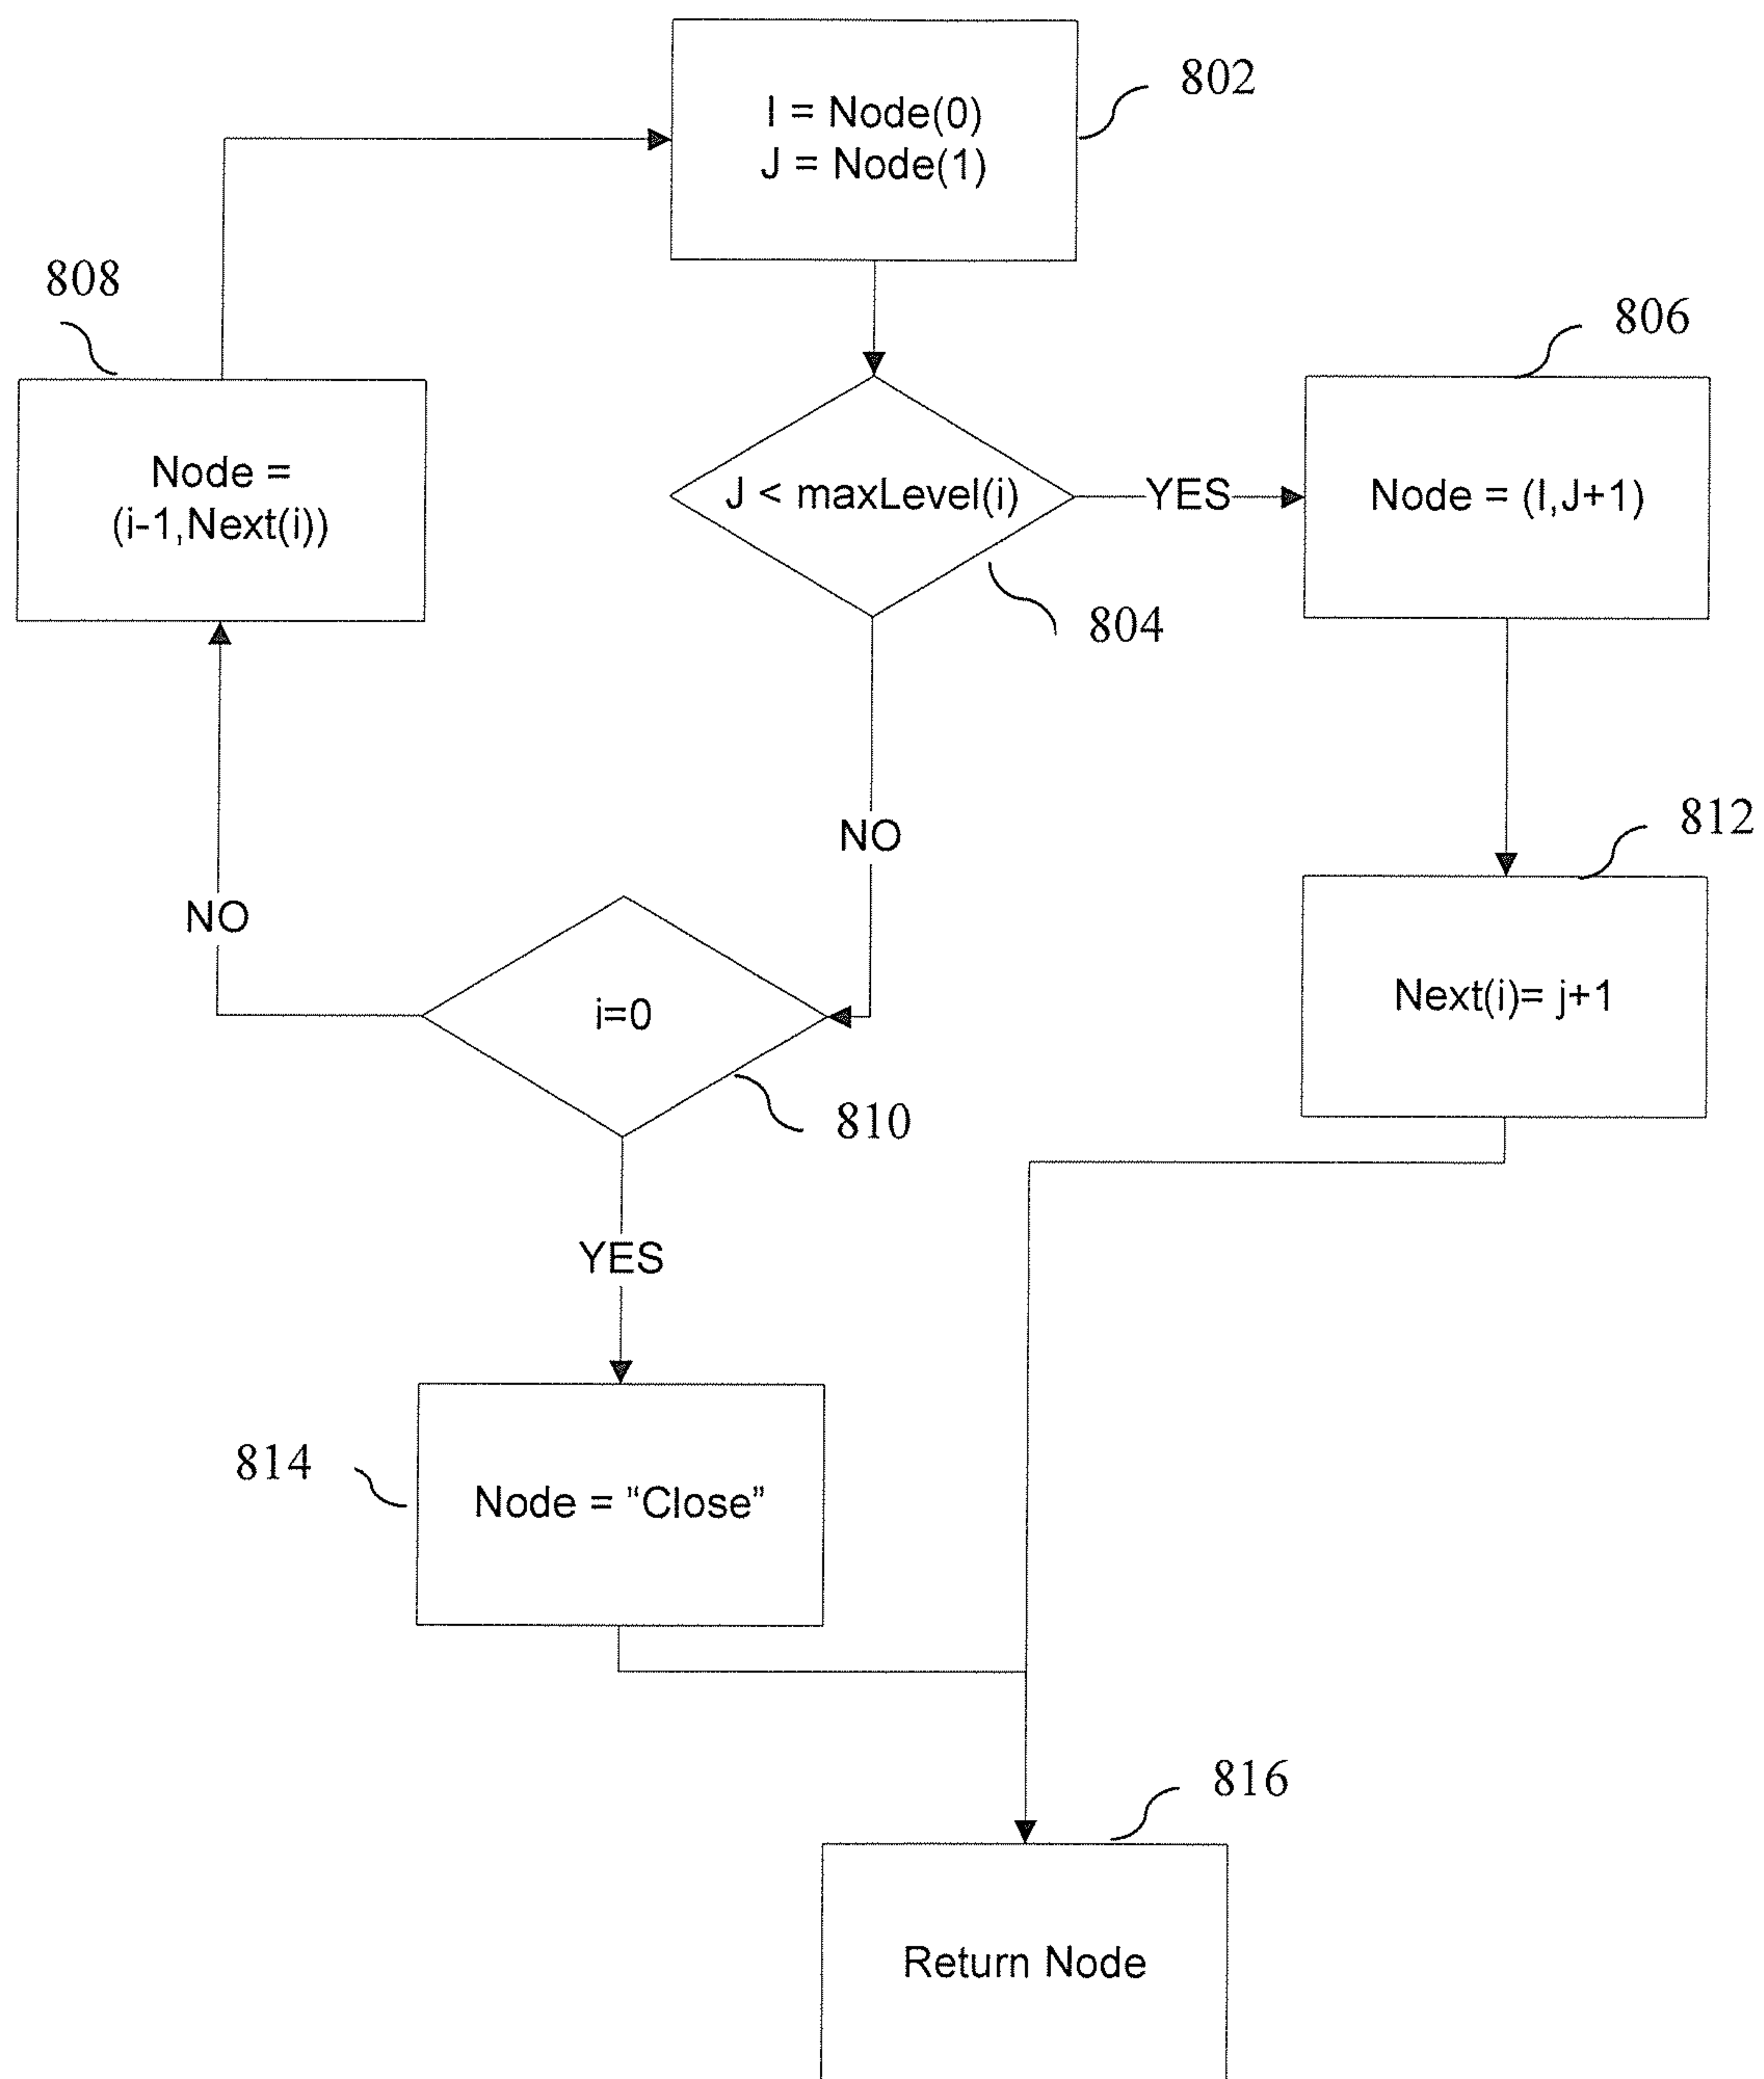 802
I = Node(0)
J = Node(1)
808
806
Node =
(i-1,Next(i))
J < maxLevel(i)
YES
Node = (I,J+1)
804
812
NO
NO
i=0
Next(i)= j+1
810
YES
814
Node = “Close”
816
Return Node